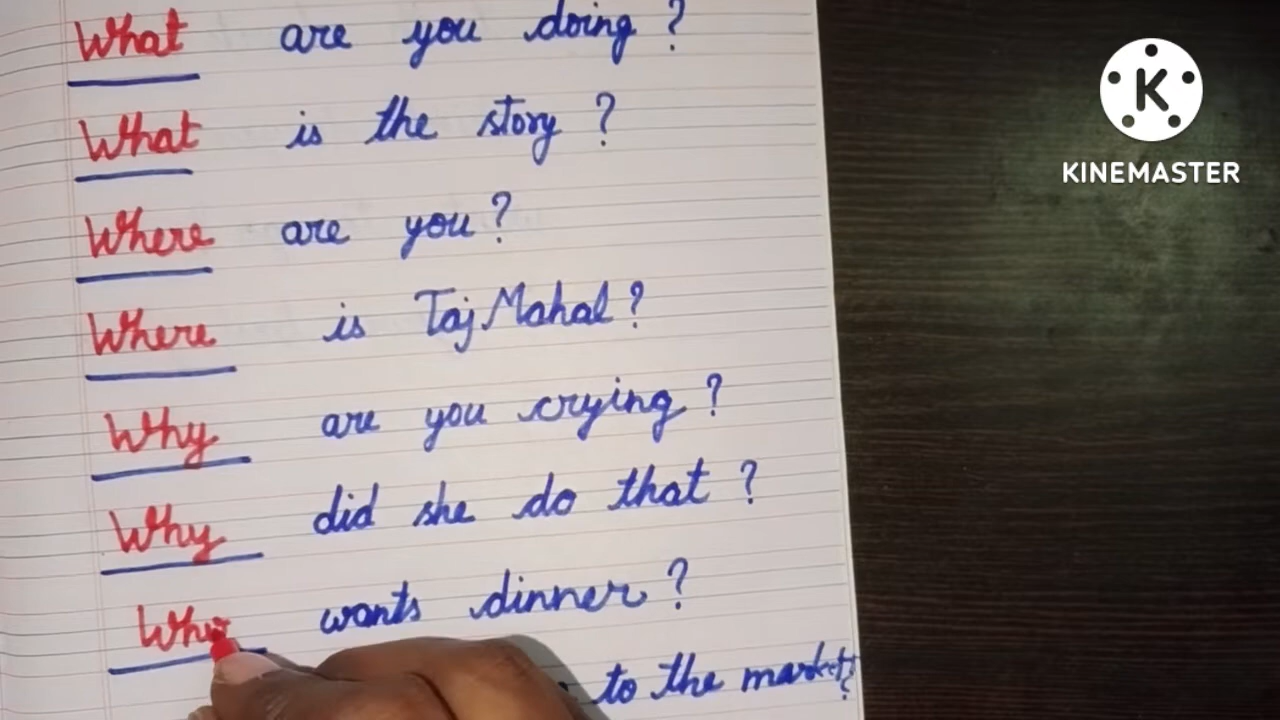 What are you doing ?
What is the story ?
Where are you ?
Where is Taj Mahal ?
Why are you crying ?
Why did she do that ?
Who wants dinner ?
to the market ?
K
KINEMASTER